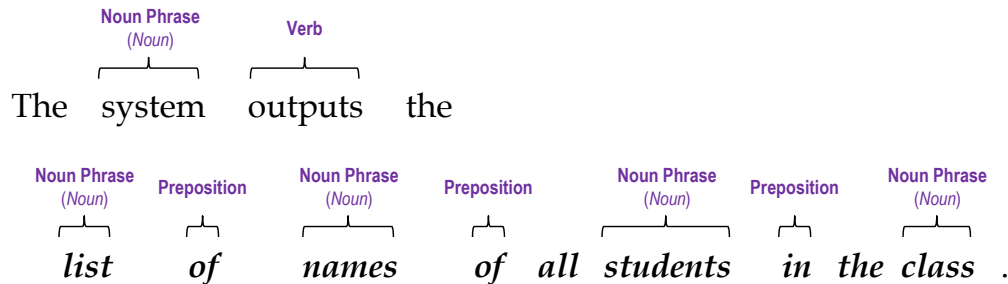 Noun Phrase Verb
(Noun)
The system outputs the
Noun Phrase Preposition Noun Phrase Preposition Noun Phrase Preposition Noun Phrase
(Noun) (Noun) (Noun) (Noun)
list of names of all students in the class .